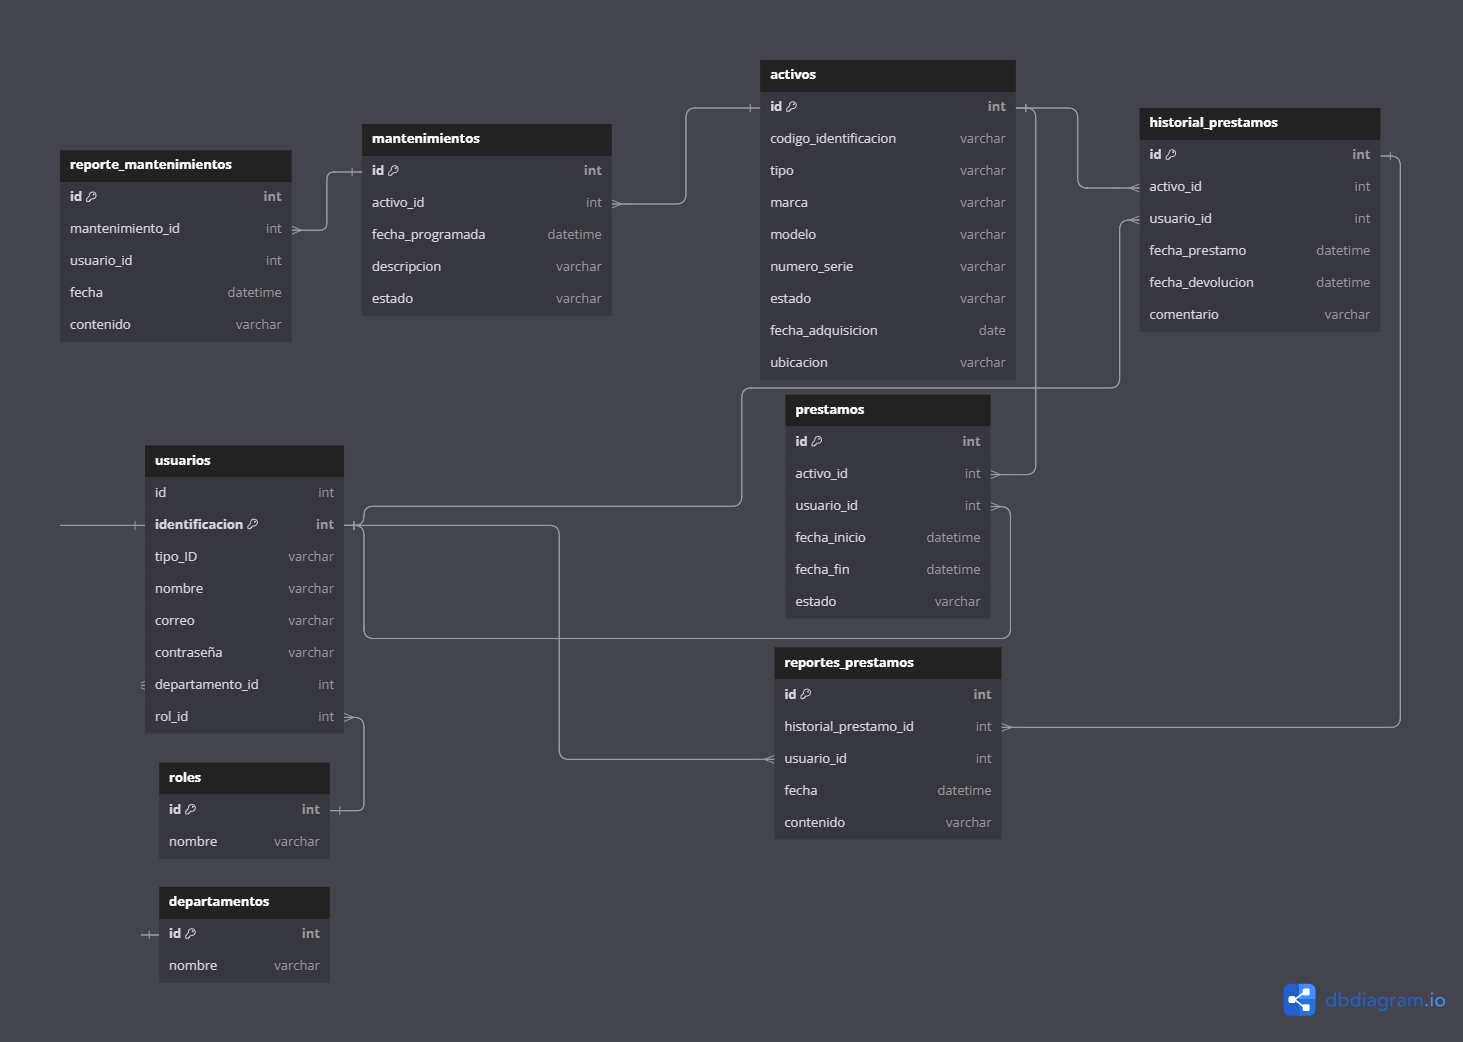 activos
id int
codigo_identificacion varchar
tipo varchar
marca varchar
modelo varchar
numero_serie varchar
estado varchar
fecha_adquisicion date
ubicacion varchar
historial_prestamos
id int
activo_id int
usuario_id int
fecha_prestamo datetime
fecha_devolucion datetime
comentario varchar
mantenimientos
id int
activo_id int
fecha_programada datetime
descripcion varchar
estado varchar
reporte_mantenimientos
id int
mantenimiento_id int
usuario_id int
fecha datetime
contenido varchar
prestamos
id int
activo_id int
usuario_id int
fecha_inicio datetime
fecha_fin datetime
estado varchar
usuarios
id int
identificacion int
tipo_ID varchar
nombre varchar
correo varchar
contraseña varchar
departamento_id int
rol_id int
reportes_prestamos
id int
historial_prestamo_id int
usuario_id int
fecha datetime
contenido varchar
roles
id int
nombre varchar
departamentos
id int
nombre varchar
dbdiagram.io